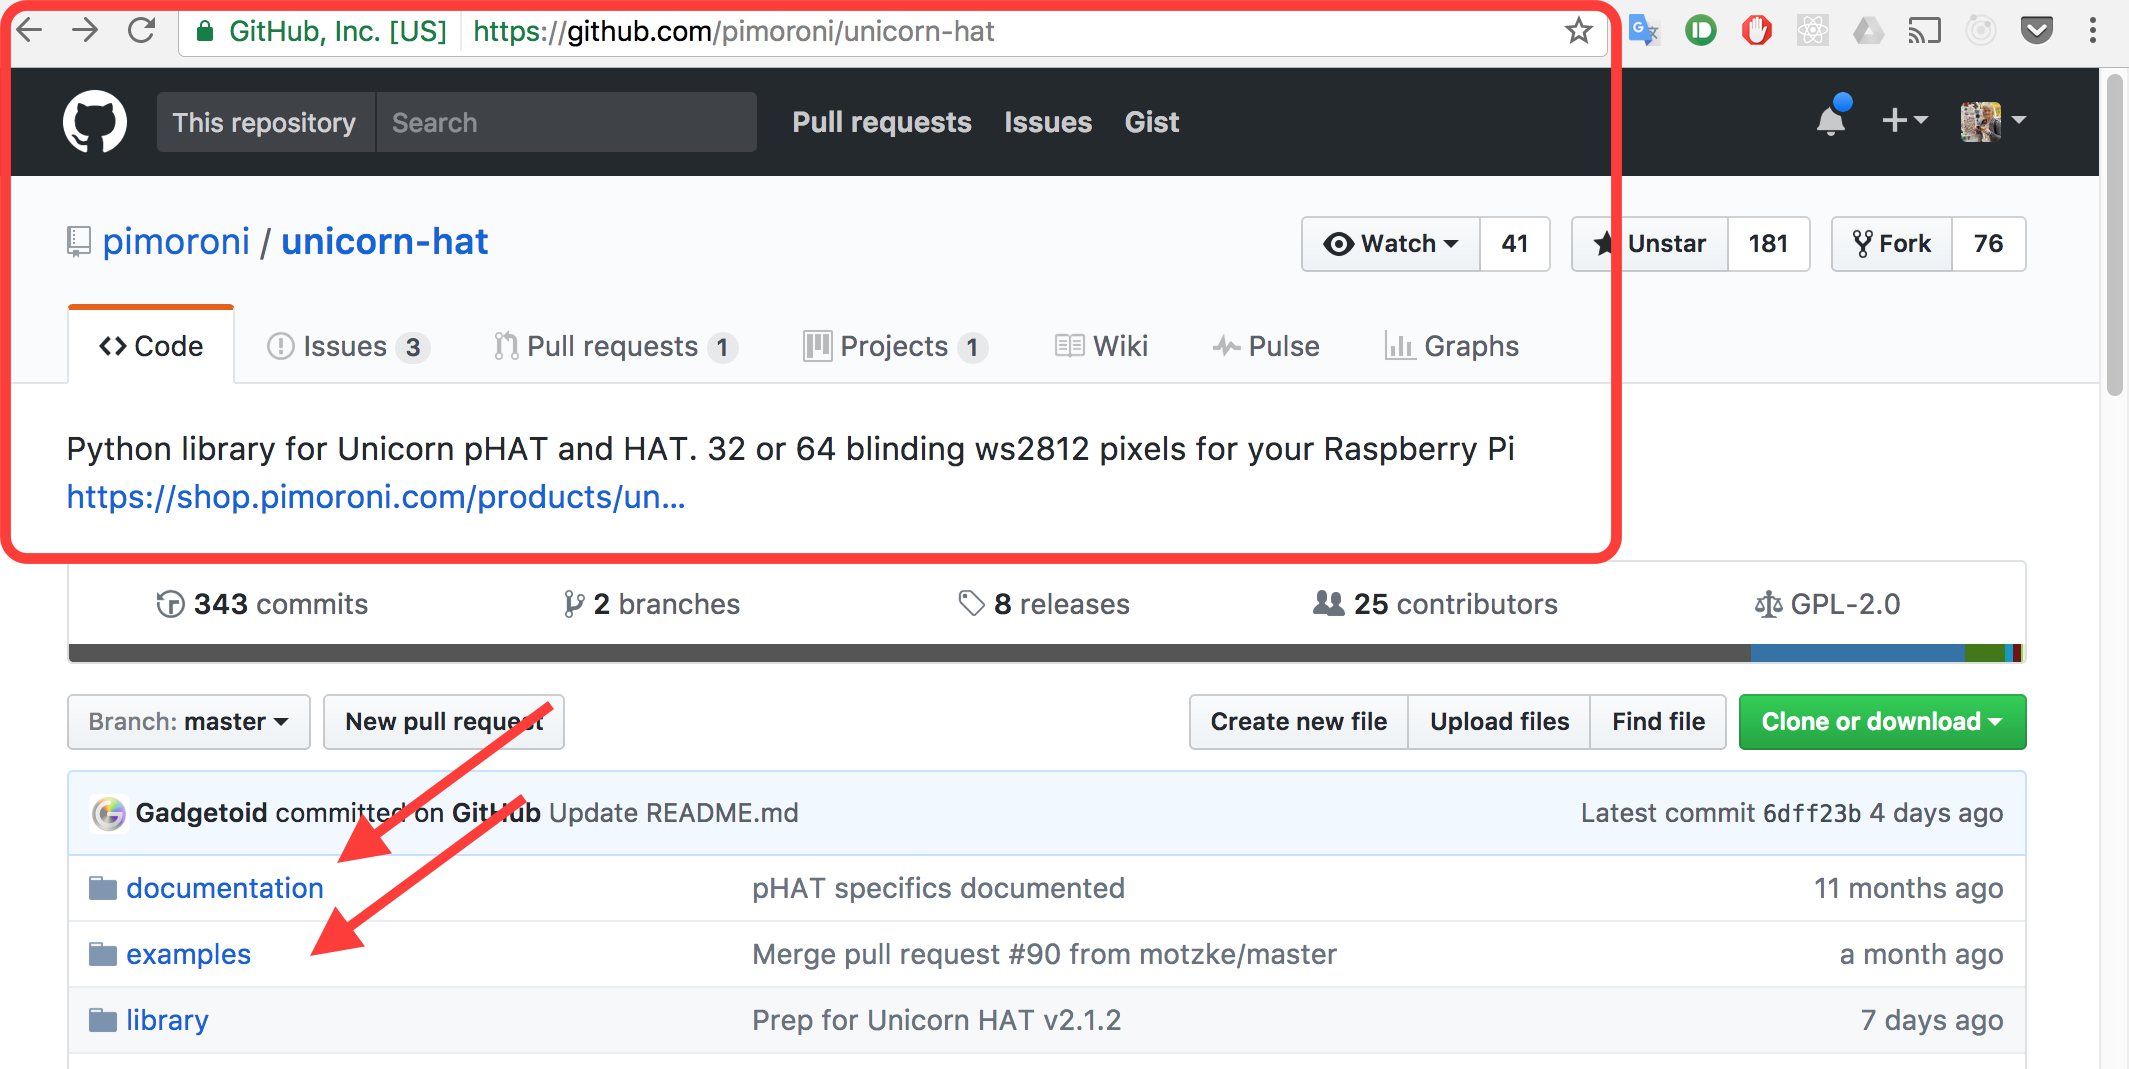 GitHub, Inc. [US] https://github.com/pimoroni/unicorn-hat
This repository Search Pull requests Issues Gist
pimoroni / unicorn-hat Watch 41 Unstar 181 Fork 76
Code Issues 3 Pull requests 1 Projects 1 Wiki Pulse Graphs
Python library for Unicorn pHAT and HAT. 32 or 64 blinding ws2812 pixels for your Raspberry Pi
https://shop.pimoroni.com/products/un...
343 commits 2 branches 8 releases 25 contributors GPL-2.0
Branch: master New pull request Create new file Upload files Find file Clone or download
Gadgetoid committed on GitHub Update README.md Latest commit 6dff23b 4 days ago
documentation pHAT specifics documented 11 months ago
examples Merge pull request #90 from motzke/master a month ago
library Prep for Unicorn HAT v2.1.2 7 days ago